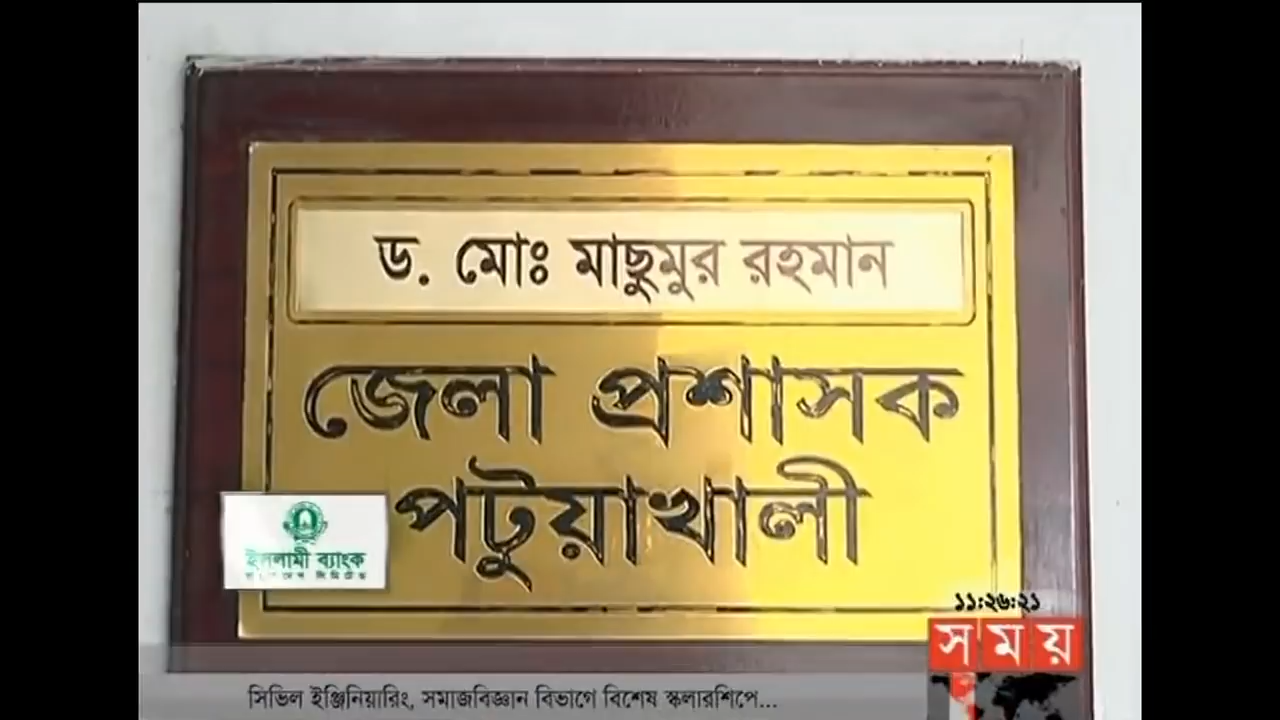 ড. মোঃ মাছুমুর রহমান
জেলা প্রশাসক
পটুয়াখালী
ইসলামী ব্যাংক
১১:২৬:২১
সময়
সিভিল ইঞ্জিনিয়ারিং, সমাজবিজ্ঞান বিভাগে বিশেষ স্কলারশিপে...